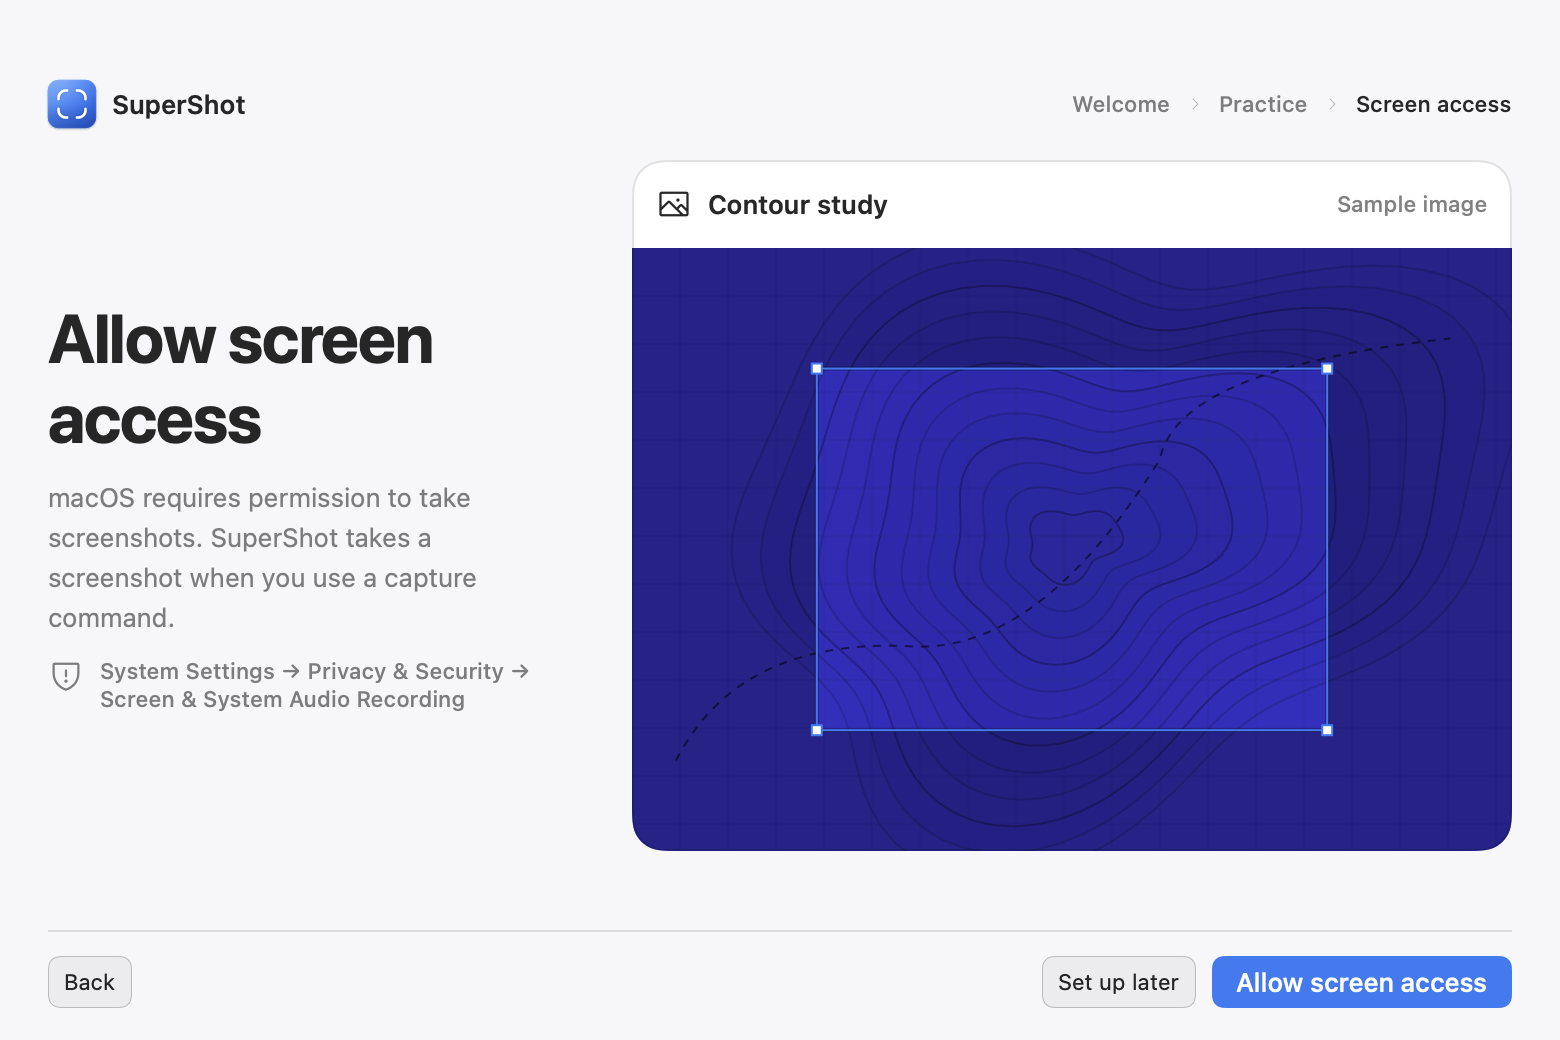 SuperShot
Welcome > Practice > Screen access
Contour study
Sample image
Allow screen
access
macOS requires permission to take
screenshots. SuperShot takes a
screenshot when you use a capture
command.
System Settings → Privacy & Security →
Screen & System Audio Recording
Back
Set up later
Allow screen access